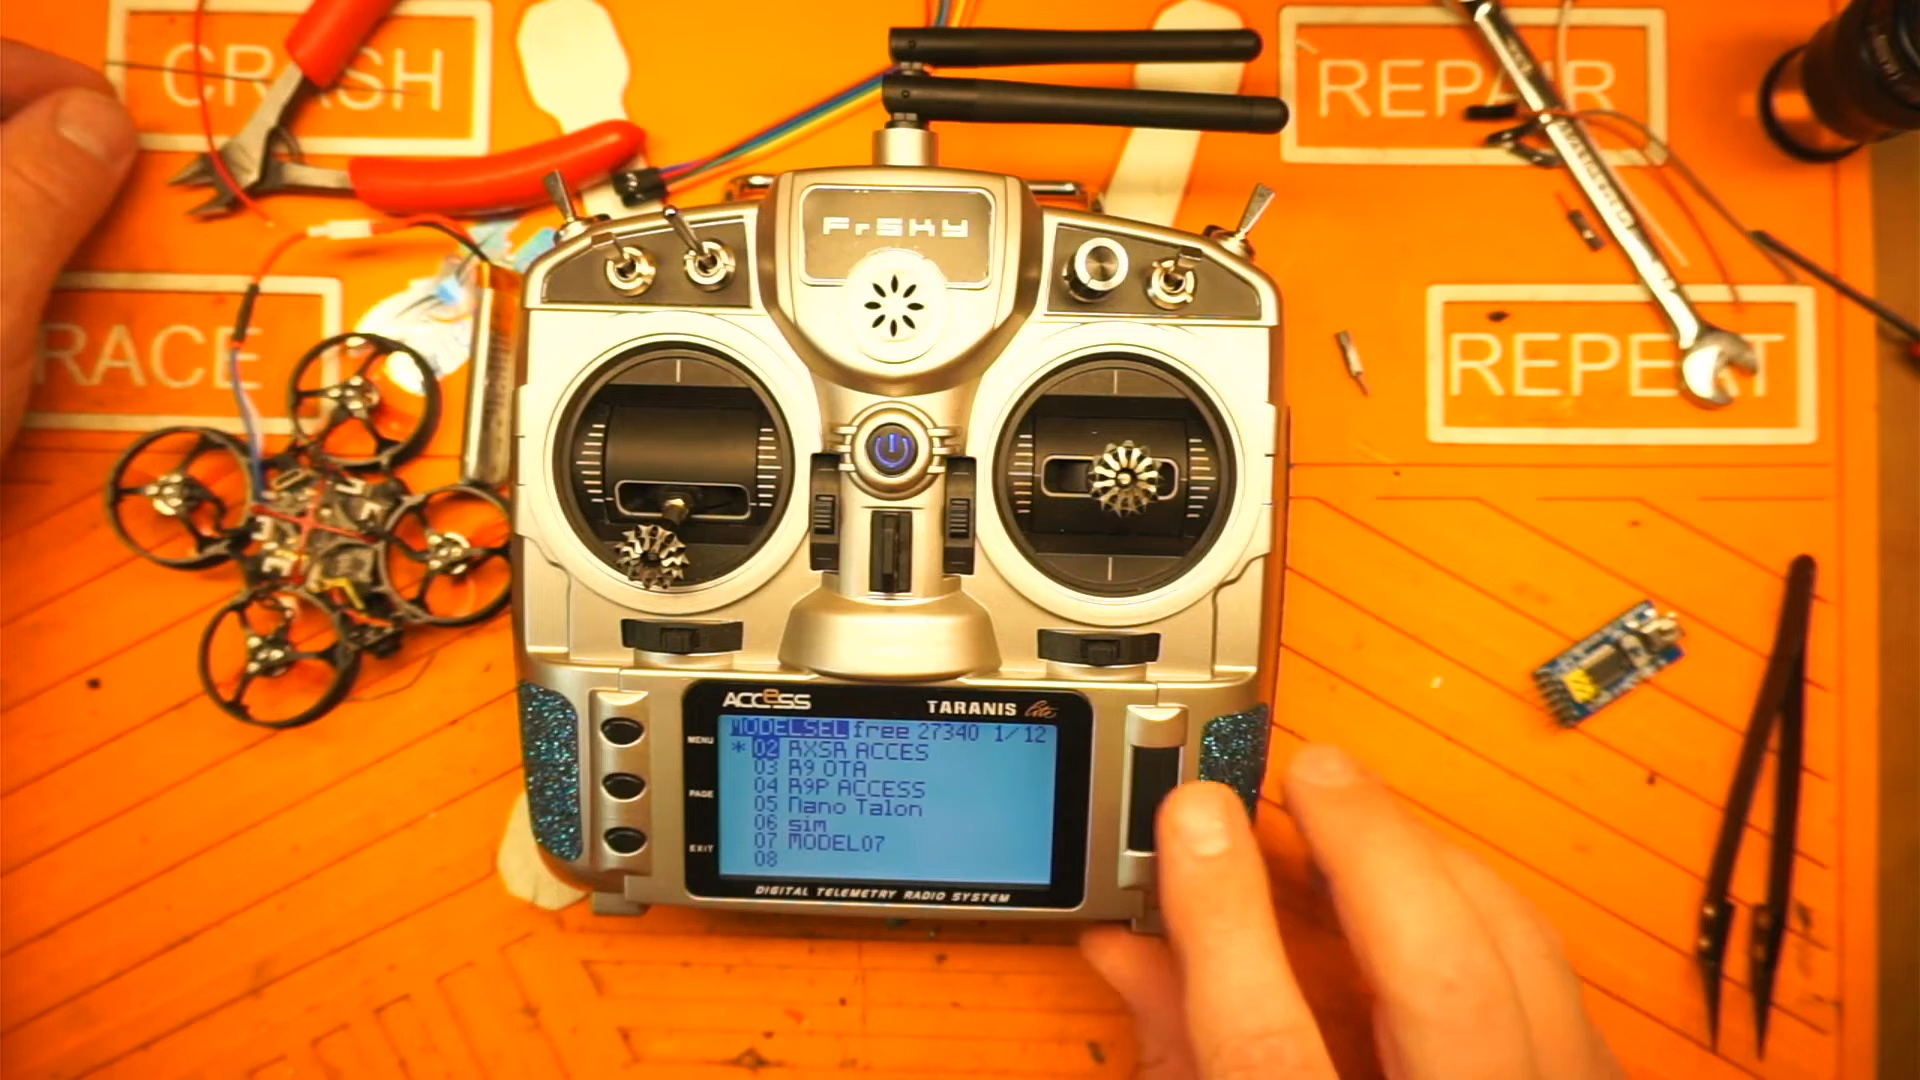 CRASH
REPAIR
FrSKY
RACE
REPEAT
ACCESS
TARANIS lite
MENU
PAGE
EXIT
MODELSEL free 27340 1/12
* 02 RXSR ACCES
03 R9 OTA
04 R9P ACCESS
05 Nano Talon
06 sim
07 MODEL07
08
DIGITAL TELEMETRY RADIO SYSTEM